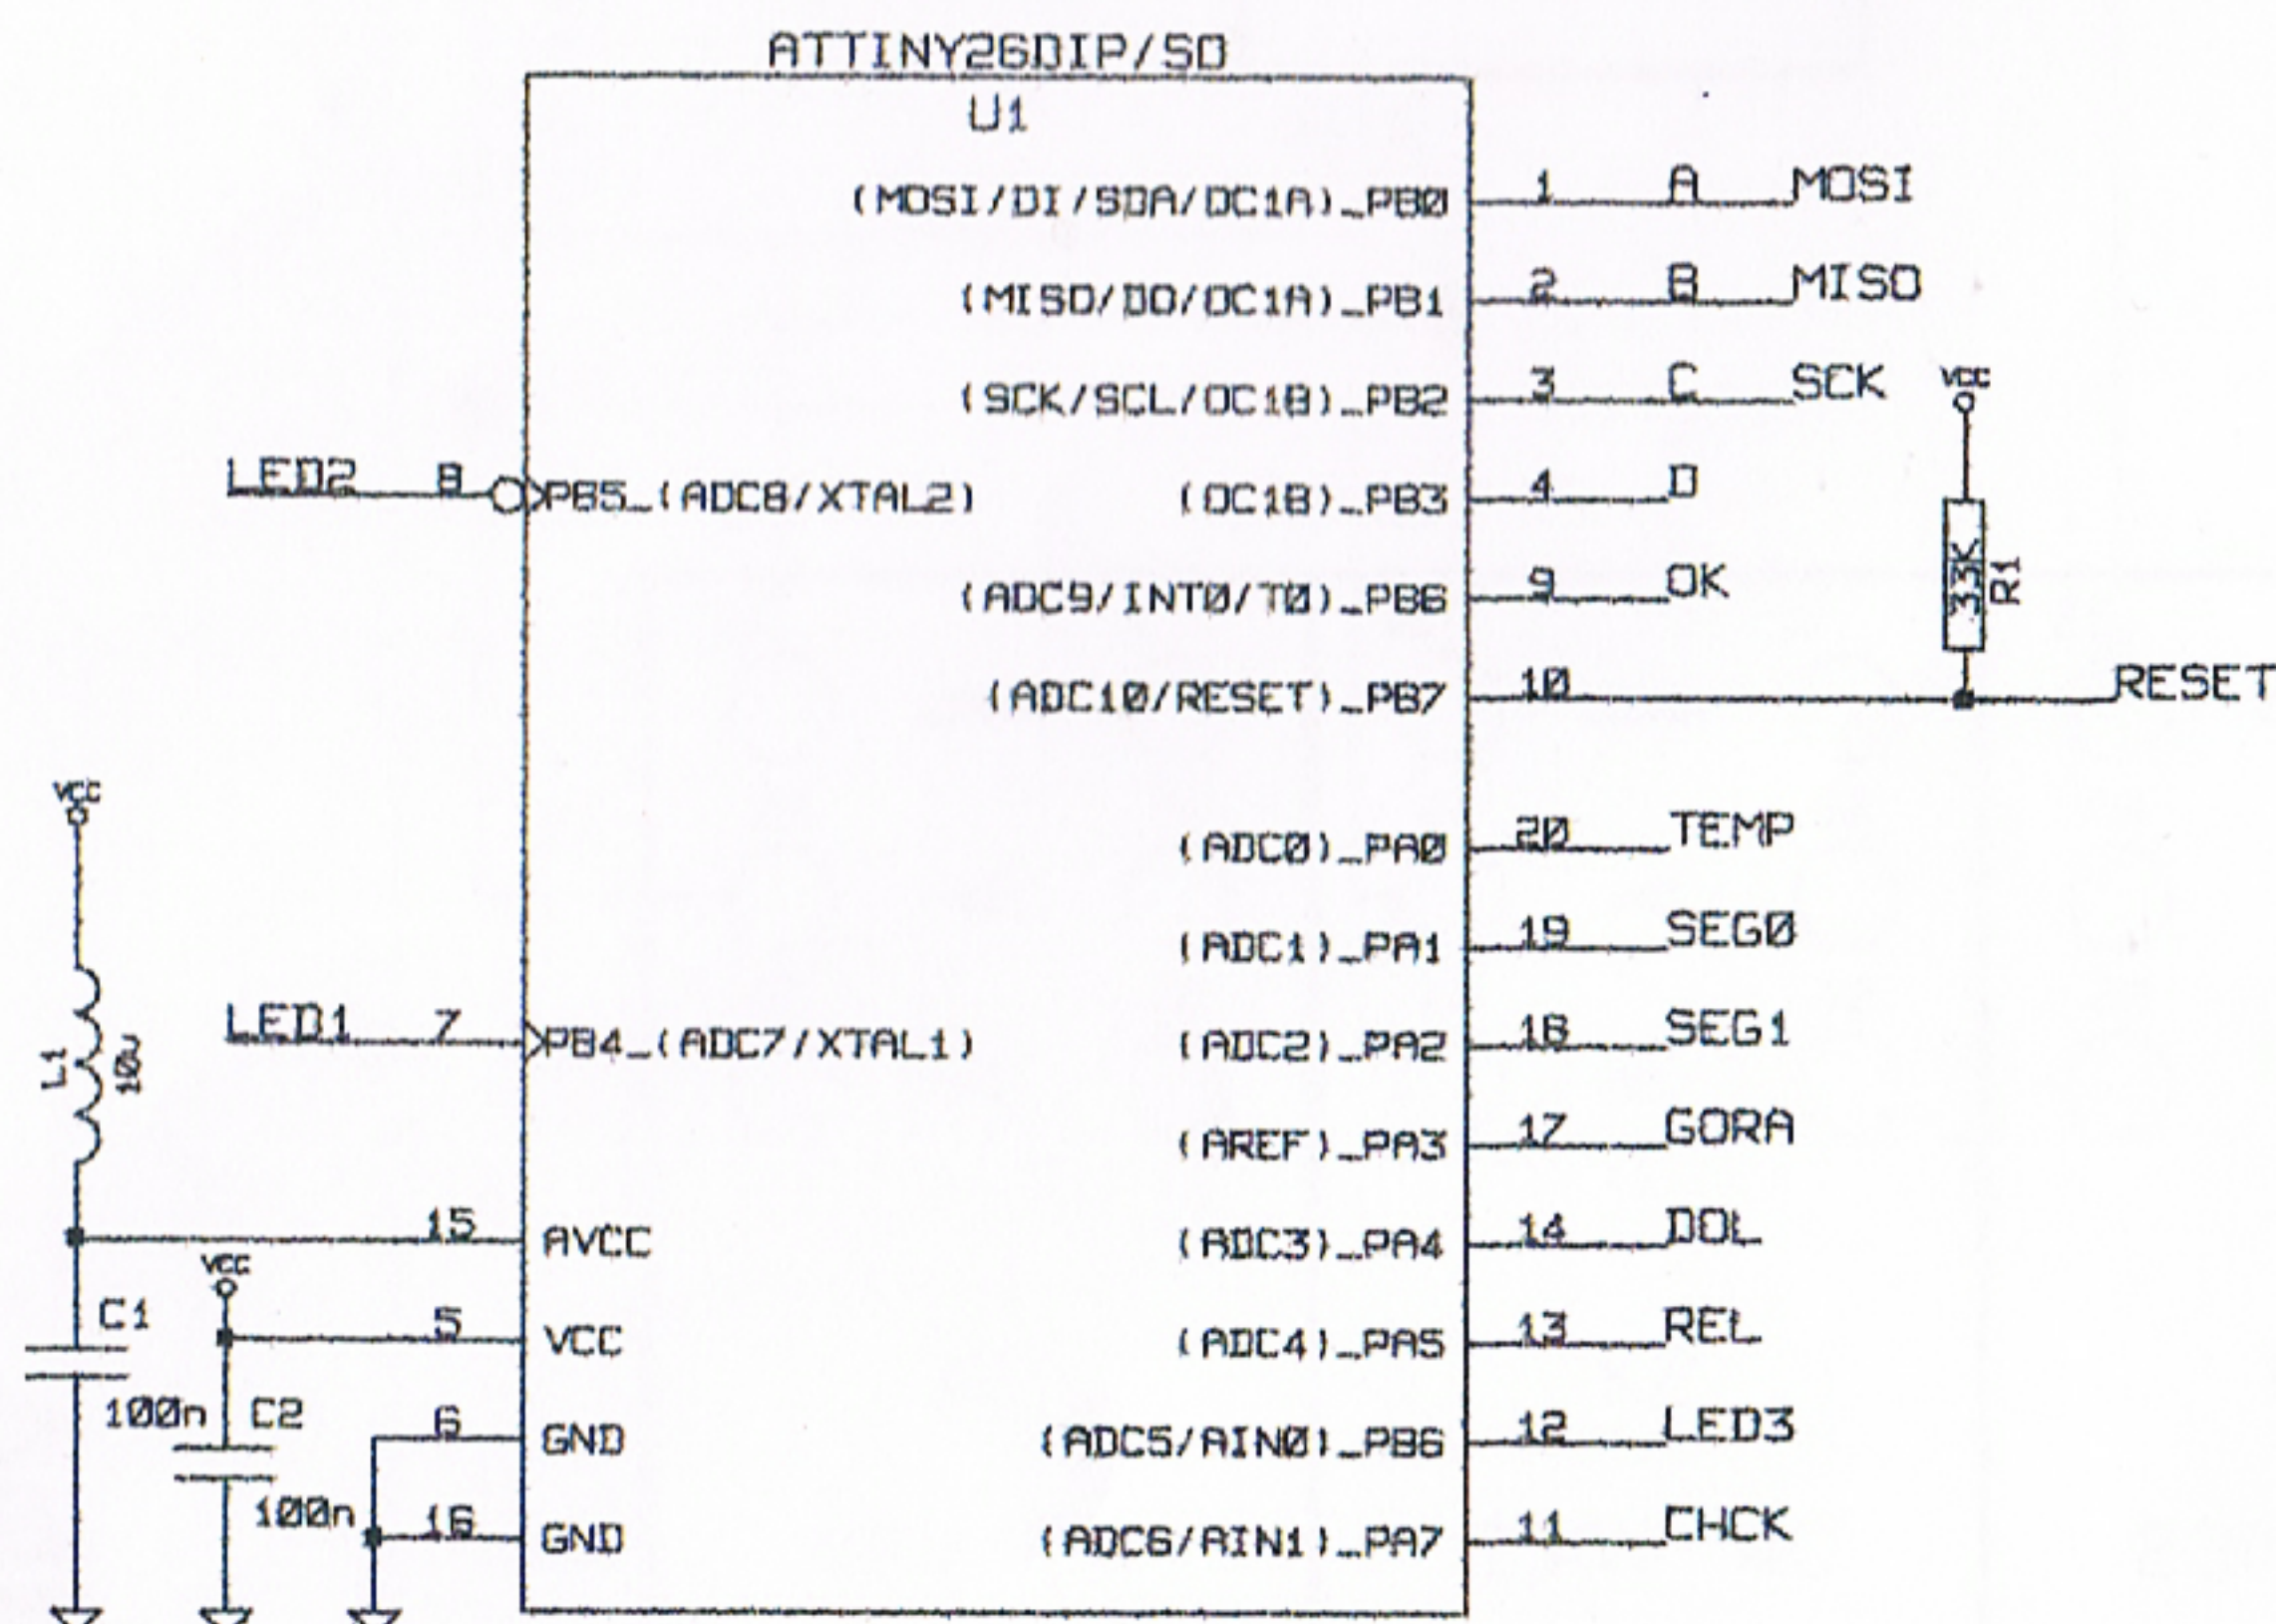 ATTINY26DIP/SO
U1
(MOSI/DI/SDA/OC1A)_PB0 1 A MOSI
(MISO/DO/OC1A)_PB1 2 B MISO
(SCK/SCL/OC1B)_PB2 3 C SCK
VCC
LED2 8 PB5_(ADC8/XTAL2) (OC1B)_PB3 4 D
(ADC9/INT0/T0)_PB6 9 OK
33K R1
(ADC10/RESET)_PB7 10 RESET
VCC
(ADC0)_PA0 20 TEMP
(ADC1)_PA1 19 SEG0
L1 10u
LED1 7 PB4_(ADC7/XTAL1) (ADC2)_PA2 18 SEG1
(AREF)_PA3 17 GORA
15 AVCC (ADC3)_PA4 14 DOL
VCC
C1 5 VCC (ADC4)_PA5 13 REL
100n C2 6 GND (ADC5/AIN0)_PB6 12 LED3
100n 16 GND (ADC6/AIN1)_PA7 11 CHCK